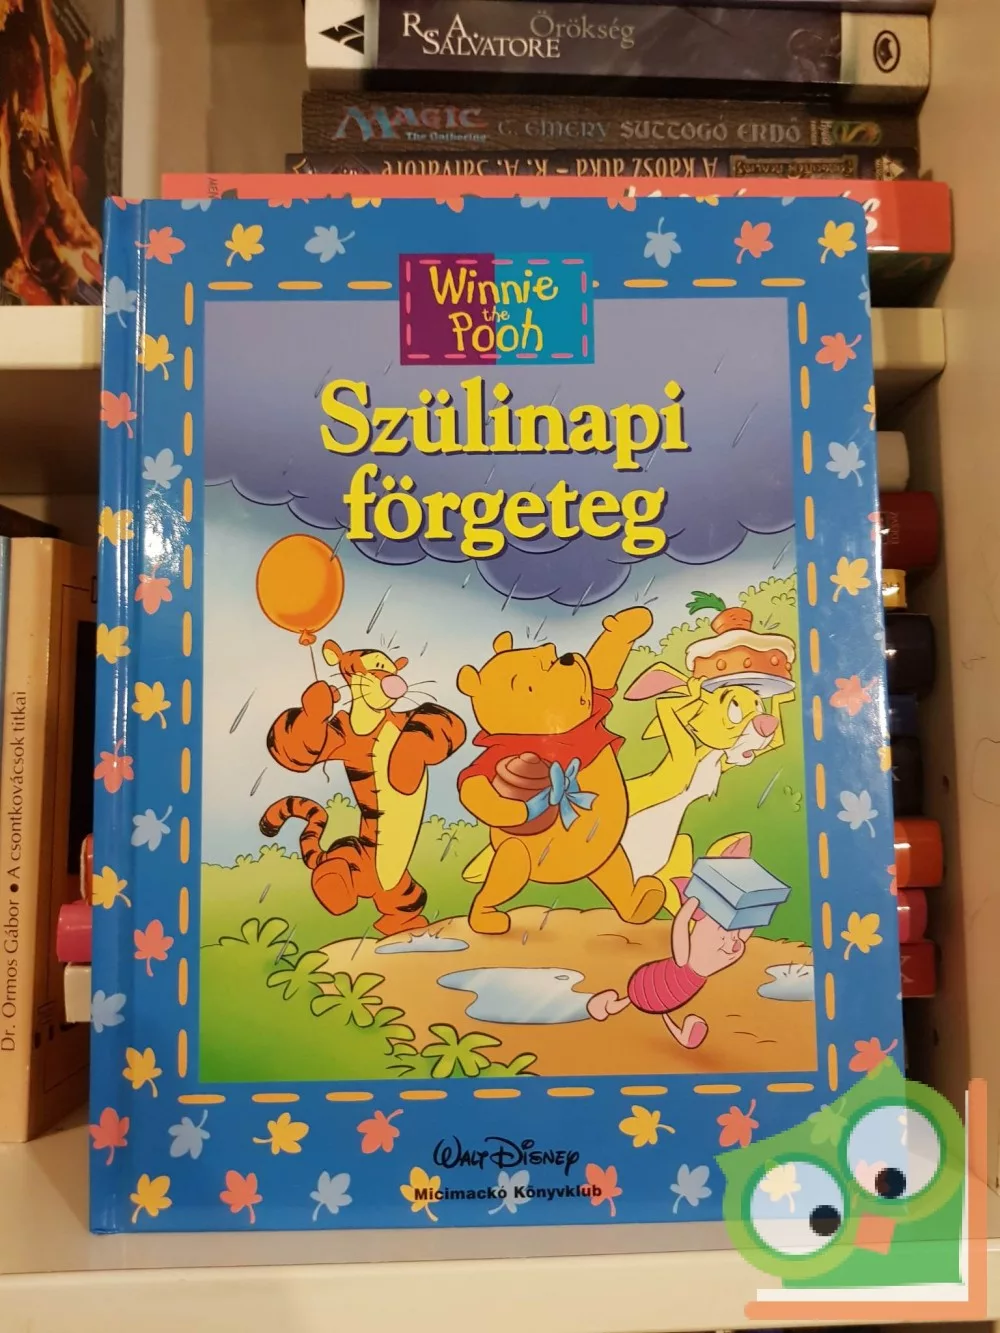 R. A. SALVATORE
Örökség
MAGIC
The Gathering
C. EMERY SUTTOGÓ ERDŐ
A KÁOSZ ÁTKA – R. A. SALVATORE
Winnie
the
Pooh
Szülinapi
förgeteg
WALT DISNEY
Micimackó Könyvklub
Dr. Ormos Gábor • A csontkovácsok titkai